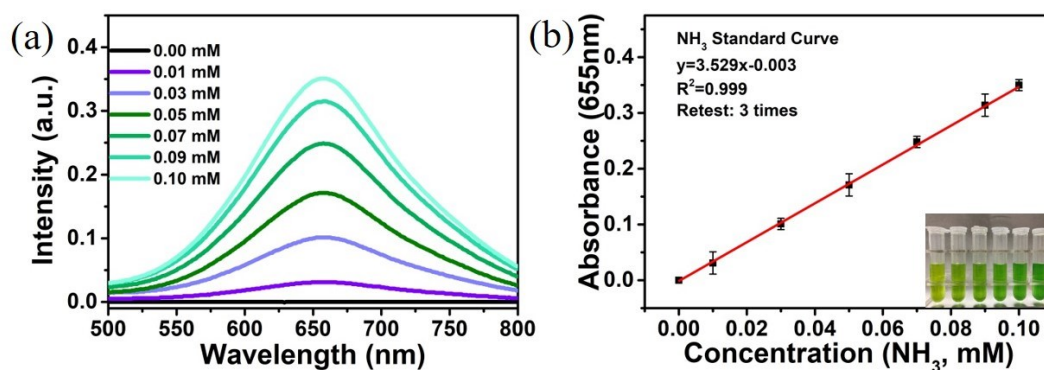 (a)
0.4
0.3
0.2
0.1
0.0
Intensity (a.u.)
0.00 mM
0.01 mM
0.03 mM
0.05 mM
0.07 mM
0.09 mM
0.10 mM
500 550 600 650 700 750 800
Wavelength (nm)
(b)
0.4
0.3
0.2
0.1
0.0
Absorbance (655nm)
NH₃ Standard Curve
y=3.529x-0.003
R²=0.999
Retest: 3 times
0.00 0.02 0.04 0.06 0.08 0.10
Concentration (NH₃, mM)